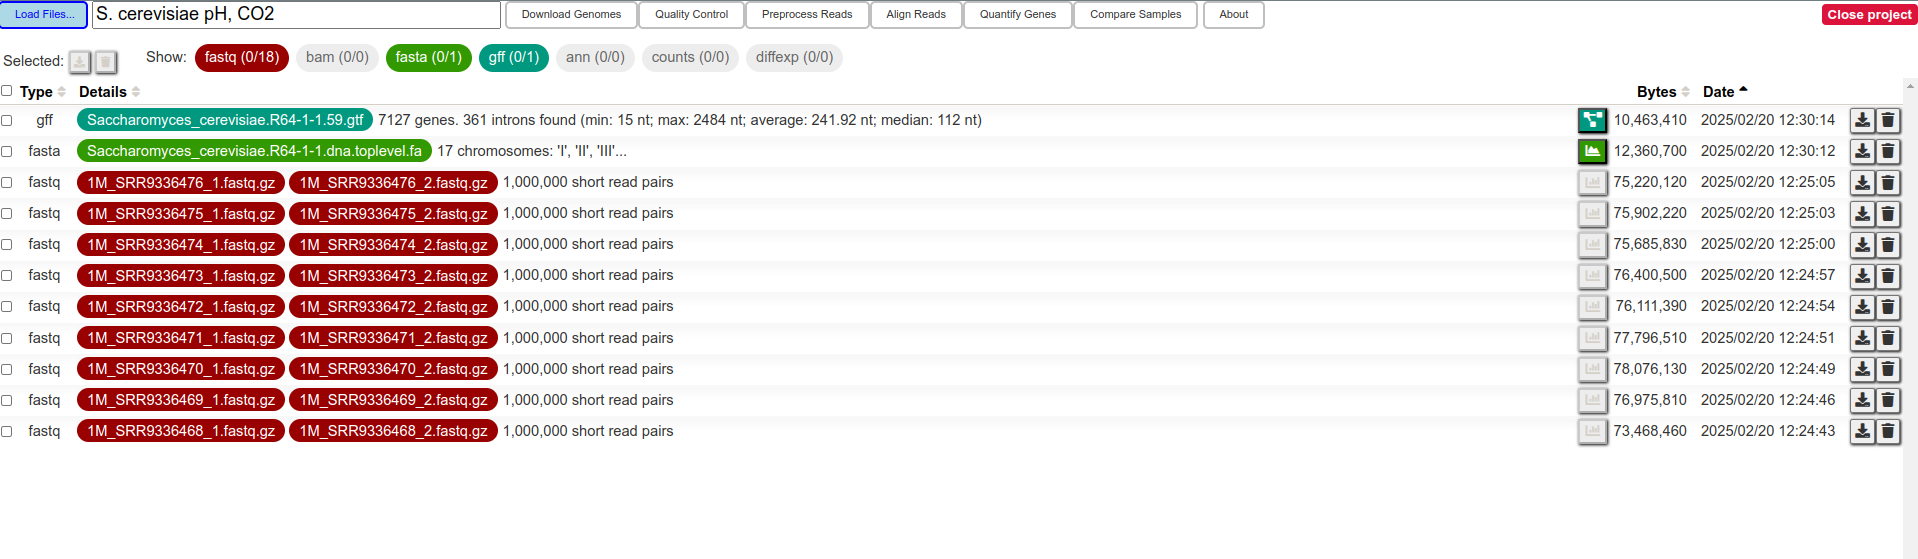 Load Files... S. cerevisiae pH, CO2 Download Genomes Quality Control Preprocess Reads Align Reads Quantify Genes Compare Samples About Close project
Selected: Show: fastq (0/18) bam (0/0) fasta (0/1) gff (0/1) ann (0/0) counts (0/0) diffexp (0/0)
Type Details Bytes Date
gff Saccharomyces_cerevisiae.R64-1-1.59.gtf 7127 genes. 361 introns found (min: 15 nt; max: 2484 nt; average: 241.92 nt; median: 112 nt) 10,463,410 2025/02/20 12:30:14
fasta Saccharomyces_cerevisiae.R64-1-1.dna.toplevel.fa 17 chromosomes: 'I', 'II', 'III'... 12,360,700 2025/02/20 12:30:12
fastq 1M_SRR9336476_1.fastq.gz 1M_SRR9336476_2.fastq.gz 1,000,000 short read pairs 75,220,120 2025/02/20 12:25:05
fastq 1M_SRR9336475_1.fastq.gz 1M_SRR9336475_2.fastq.gz 1,000,000 short read pairs 75,902,220 2025/02/20 12:25:03
fastq 1M_SRR9336474_1.fastq.gz 1M_SRR9336474_2.fastq.gz 1,000,000 short read pairs 75,685,830 2025/02/20 12:25:00
fastq 1M_SRR9336473_1.fastq.gz 1M_SRR9336473_2.fastq.gz 1,000,000 short read pairs 76,400,500 2025/02/20 12:24:57
fastq 1M_SRR9336472_1.fastq.gz 1M_SRR9336472_2.fastq.gz 1,000,000 short read pairs 76,111,390 2025/02/20 12:24:54
fastq 1M_SRR9336471_1.fastq.gz 1M_SRR9336471_2.fastq.gz 1,000,000 short read pairs 77,796,510 2025/02/20 12:24:51
fastq 1M_SRR9336470_1.fastq.gz 1M_SRR9336470_2.fastq.gz 1,000,000 short read pairs 78,076,130 2025/02/20 12:24:49
fastq 1M_SRR9336469_1.fastq.gz 1M_SRR9336469_2.fastq.gz 1,000,000 short read pairs 76,975,810 2025/02/20 12:24:46
fastq 1M_SRR9336468_1.fastq.gz 1M_SRR9336468_2.fastq.gz 1,000,000 short read pairs 73,468,460 2025/02/20 12:24:43